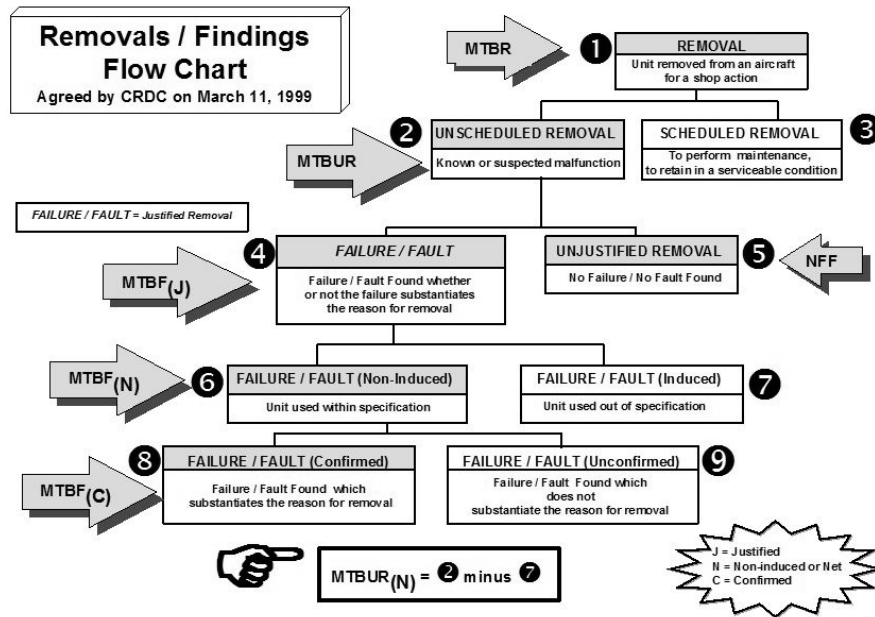 Removals / Findings
Flow Chart
Agreed by CRDC on March 11, 1999
MTBR
1
REMOVAL
Unit removed from an aircraft
for a shop action
MTBUR
2
UNSCHEDULED REMOVAL
Known or suspected malfunction
SCHEDULED REMOVAL
To perform maintenance,
to retain in a serviceable condition
3
FAILURE / FAULT = Justified Removal
MTBF(J)
4
FAILURE / FAULT
Failure / Fault Found whether
or not the failure substantiates
the reason for removal
UNJUSTIFIED REMOVAL
No Failure / No Fault Found
5
NFF
MTBF(N)
6
FAILURE / FAULT (Non-Induced)
Unit used within specification
FAILURE / FAULT (Induced)
Unit used out of specification
7
MTBF(C)
8
FAILURE / FAULT (Confirmed)
Failure / Fault Found which
substantiates the reason for removal
FAILURE / FAULT (Unconfirmed)
Failure / Fault Found which
does not
substantiate the reason for removal
9
MTBUR(N) = 2 minus 7
J = Justified
N = Non-induced or Net
C = Confirmed